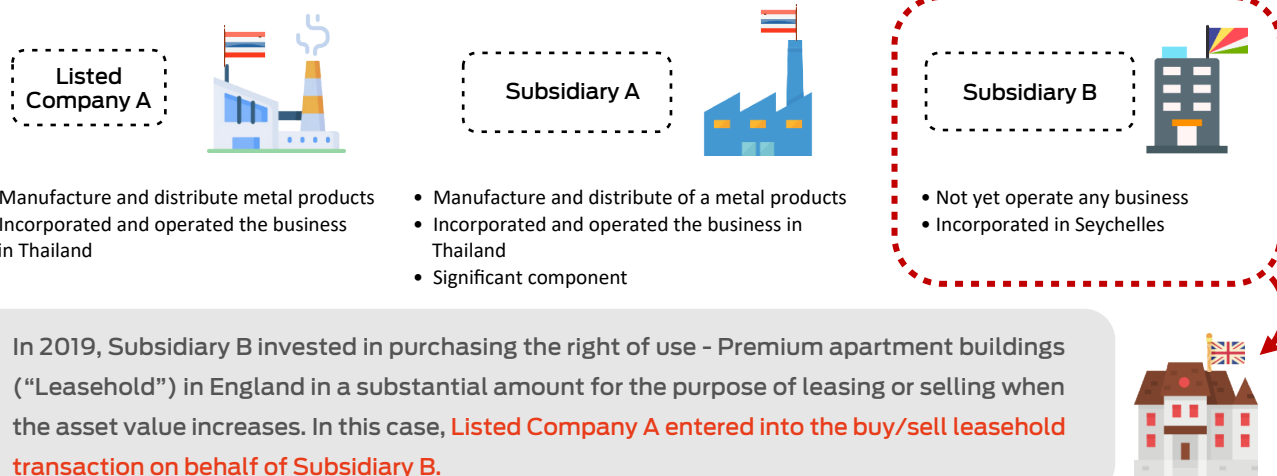 Listed
Company A
Manufacture and distribute metal products
Incorporated and operated the business
in Thailand
Subsidiary A
• Manufacture and distribute of a metal products
• Incorporated and operated the business in
Thailand
• Significant component
Subsidiary B
• Not yet operate any business
• Incorporated in Seychelles
In 2019, Subsidiary B invested in purchasing the right of use - Premium apartment buildings
(“Leasehold”) in England in a substantial amount for the purpose of leasing or selling when
the asset value increases. In this case, Listed Company A entered into the buy/sell leasehold
transaction on behalf of Subsidiary B.